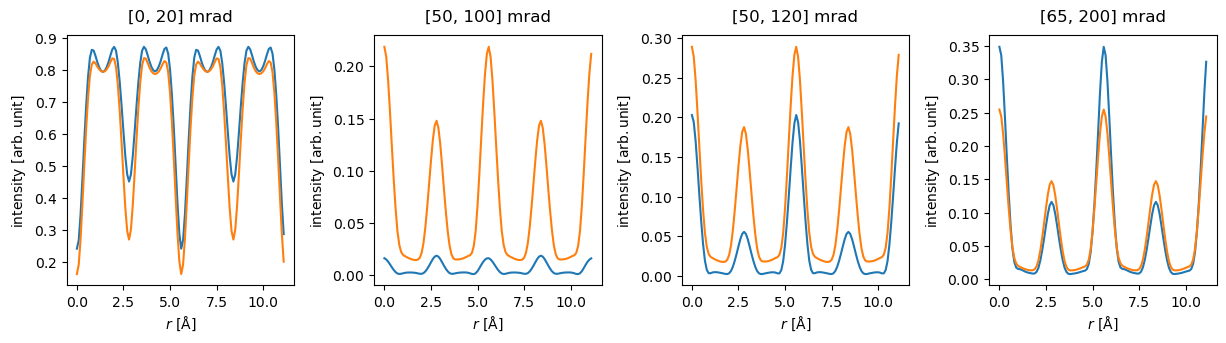 [0, 20] mrad
intensity [arb. unit]
0.9
0.8
0.7
0.6
0.5
0.4
0.3
0.2
0.0 2.5 5.0 7.5 10.0
r [Å]
[50, 100] mrad
intensity [arb. unit]
0.20
0.15
0.10
0.05
0.00
0.0 2.5 5.0 7.5 10.0
r [Å]
[50, 120] mrad
intensity [arb. unit]
0.30
0.25
0.20
0.15
0.10
0.05
0.00
0.0 2.5 5.0 7.5 10.0
r [Å]
[65, 200] mrad
intensity [arb. unit]
0.35
0.30
0.25
0.20
0.15
0.10
0.05
0.00
0.0 2.5 5.0 7.5 10.0
r [Å]